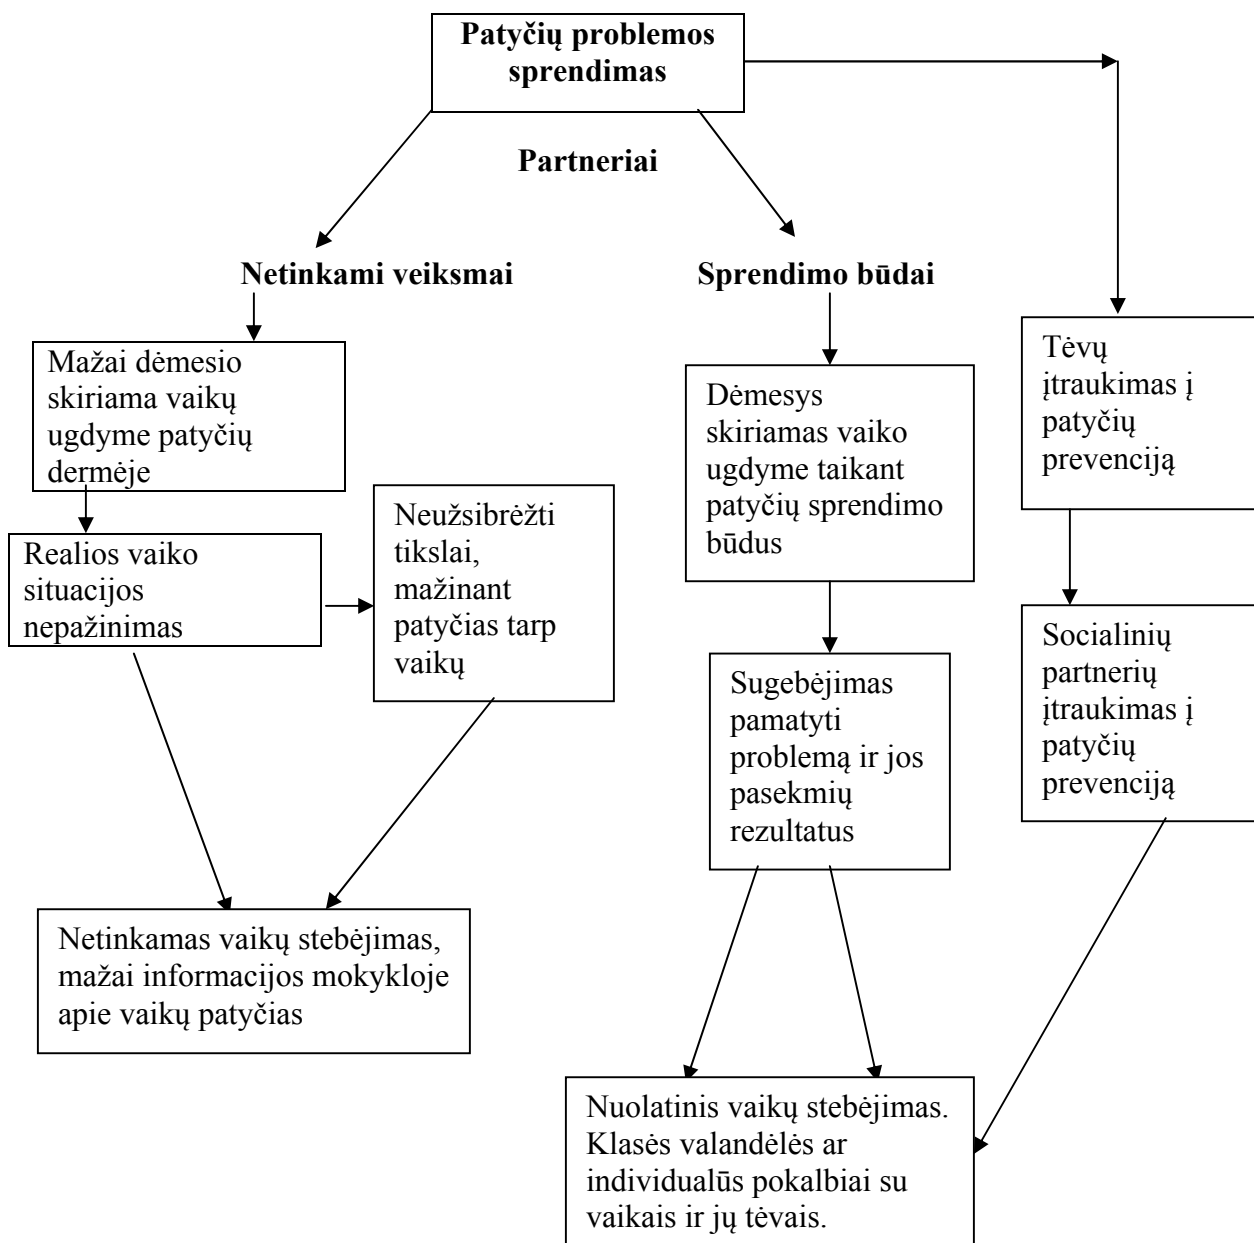 Patyčių problemos
sprendimas
Partneriai
Netinkami veiksmai
Sprendimo būdai
Mažai dėmesio
skiriama vaikų
ugdyme patyčių
dermėje
Realios vaiko
situacijos
nepažinimas
Neužsibrėžti
tikslai,
mažinant
patyčias tarp
vaikų
Netinkamas vaikų stebėjimas,
mažai informacijos mokykloje
apie vaikų patyčias
Dėmesys
skiriamas vaiko
ugdyme taikant
patyčių sprendimo
būdus
Sugebėjimas
pamatyti
problemą ir jos
pasekmių
rezultatus
Tėvų
įtraukimas į
patyčių
prevenciją
Socialinių
partnerių
įtraukimas į
patyčių
prevenciją
Nuolatinis vaikų stebėjimas.
Klasės valandėlės ar
individualūs pokalbiai su
vaikais ir jų tėvais.